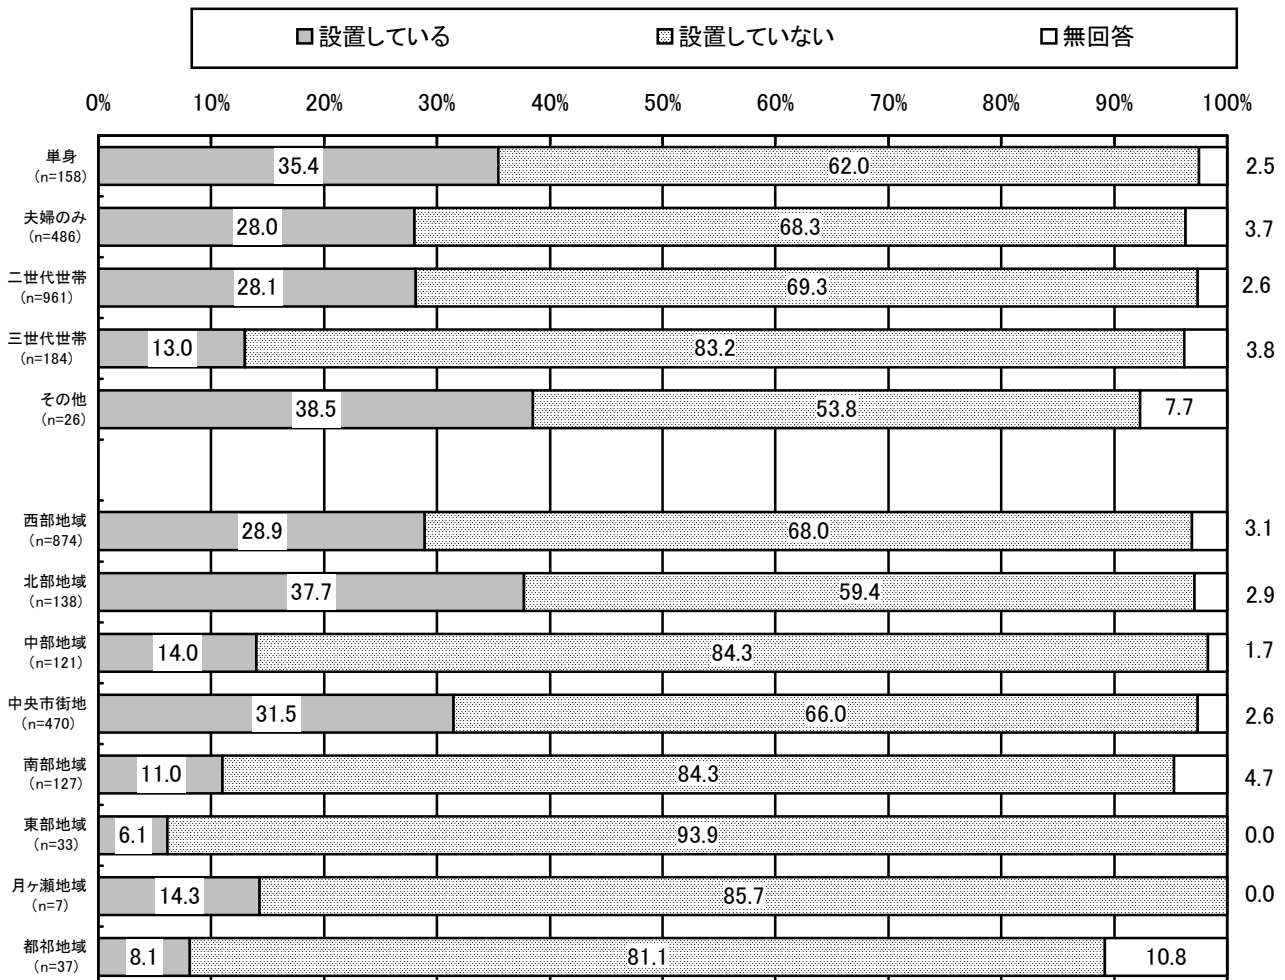 設置している 設置していない 無回答
0% 10% 20% 30% 40% 50% 60% 70% 80% 90% 100%
単身
(n=158)
35.4 62.0 2.5
夫婦のみ
(n=486)
28.0 68.3 3.7
二世代世帯
(n=961)
28.1 69.3 2.6
三世代世帯
(n=184)
13.0 83.2 3.8
その他
(n=26)
38.5 53.8 7.7
西部地域
(n=874)
28.9 68.0 3.1
北部地域
(n=138)
37.7 59.4 2.9
中部地域
(n=121)
14.0 84.3 1.7
中央市街地
(n=470)
31.5 66.0 2.6
南部地域
(n=127)
11.0 84.3 4.7
東部地域
(n=33)
6.1 93.9 0.0
月ヶ瀬地域
(n=7)
14.3 85.7 0.0
都祁地域
(n=37)
8.1 81.1 10.8